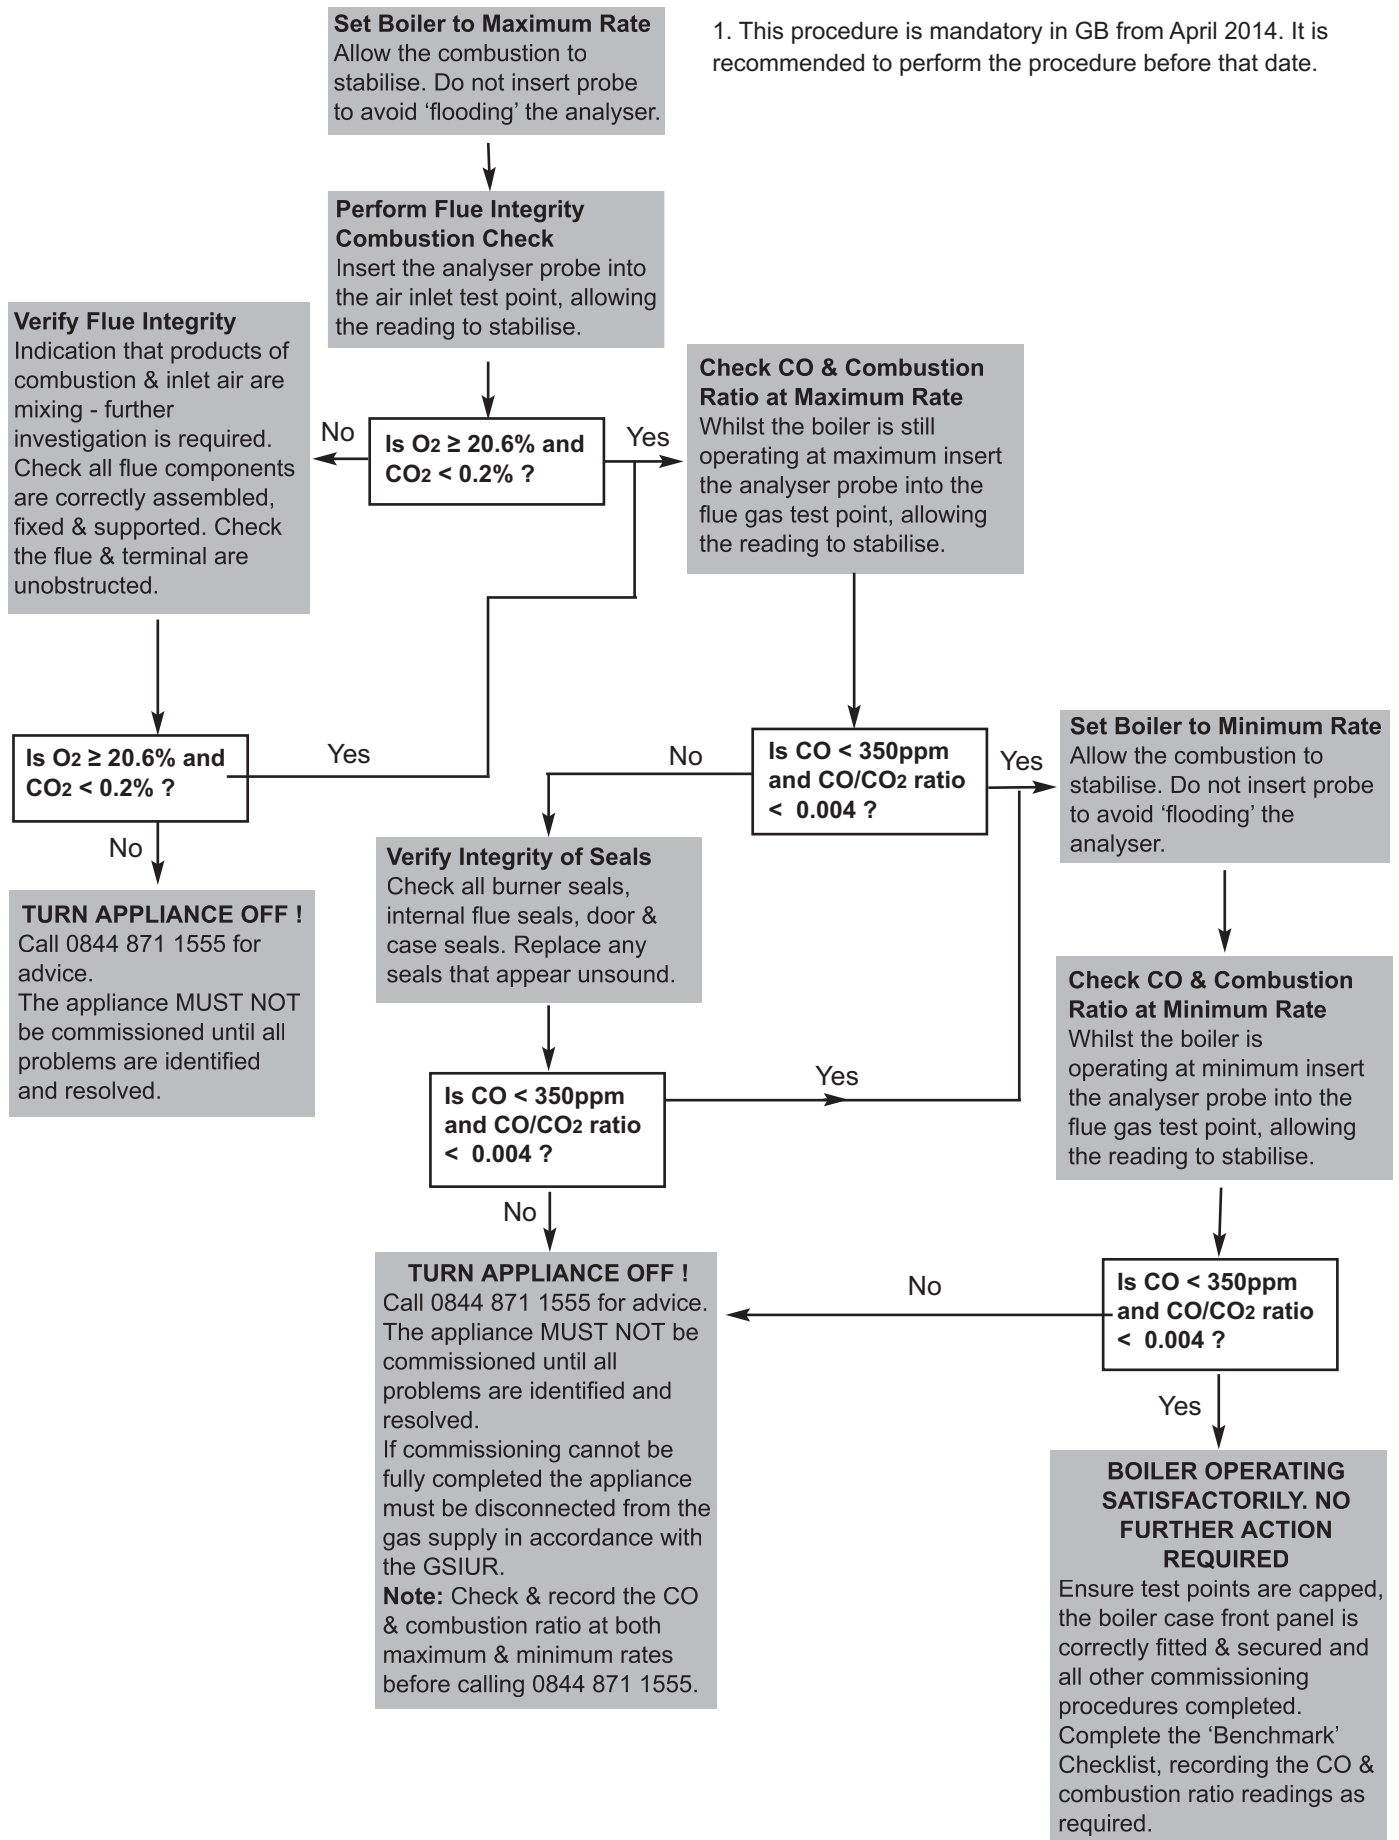 Set Boiler to Maximum Rate
Allow the combustion to
stabilise. Do not insert probe
to avoid ‘flooding’ the analyser.
1. This procedure is mandatory in GB from April 2014. It is
recommended to perform the procedure before that date.
Perform Flue Integrity
Combustion Check
Insert the analyser probe into
the air inlet test point, allowing
the reading to stabilise.
Verify Flue Integrity
Indication that products of
combustion & inlet air are
mixing - further
investigation is required.
Check all flue components
are correctly assembled,
fixed & supported. Check
the flue & terminal are
unobstructed.
No
Is O2 ≥ 20.6% and
CO2 < 0.2% ?
Yes
Check CO & Combustion
Ratio at Maximum Rate
Whilst the boiler is still
operating at maximum insert
the analyser probe into the
flue gas test point, allowing
the reading to stabilise.
Is O2 ≥ 20.6% and
CO2 < 0.2% ?
Yes
No
TURN APPLIANCE OFF !
Call 0844 871 1555 for
advice.
The appliance MUST NOT
be commissioned until all
problems are identified
and resolved.
No
Is CO < 350ppm
and CO/CO2 ratio
< 0.004 ?
Yes
Set Boiler to Minimum Rate
Allow the combustion to
stabilise. Do not insert probe
to avoid ‘flooding’ the
analyser.
Verify Integrity of Seals
Check all burner seals,
internal flue seals, door &
case seals. Replace any
seals that appear unsound.
Check CO & Combustion
Ratio at Minimum Rate
Whilst the boiler is
operating at minimum insert
the analyser probe into the
flue gas test point, allowing
the reading to stabilise.
Is CO < 350ppm
and CO/CO2 ratio
< 0.004 ?
Yes
No
TURN APPLIANCE OFF !
Call 0844 871 1555 for advice.
The appliance MUST NOT be
commissioned until all
problems are identified and
resolved.
If commissioning cannot be
fully completed the appliance
must be disconnected from the
gas supply in accordance with
the GSIUR.
Note: Check & record the CO
& combustion ratio at both
maximum & minimum rates
before calling 0844 871 1555.
No
Is CO < 350ppm
and CO/CO2 ratio
< 0.004 ?
Yes
BOILER OPERATING
SATISFACTORILY. NO
FURTHER ACTION
REQUIRED
Ensure test points are capped,
the boiler case front panel is
correctly fitted & secured and
all other commissioning
procedures completed.
Complete the ‘Benchmark’
Checklist, recording the CO &
combustion ratio readings as
required.